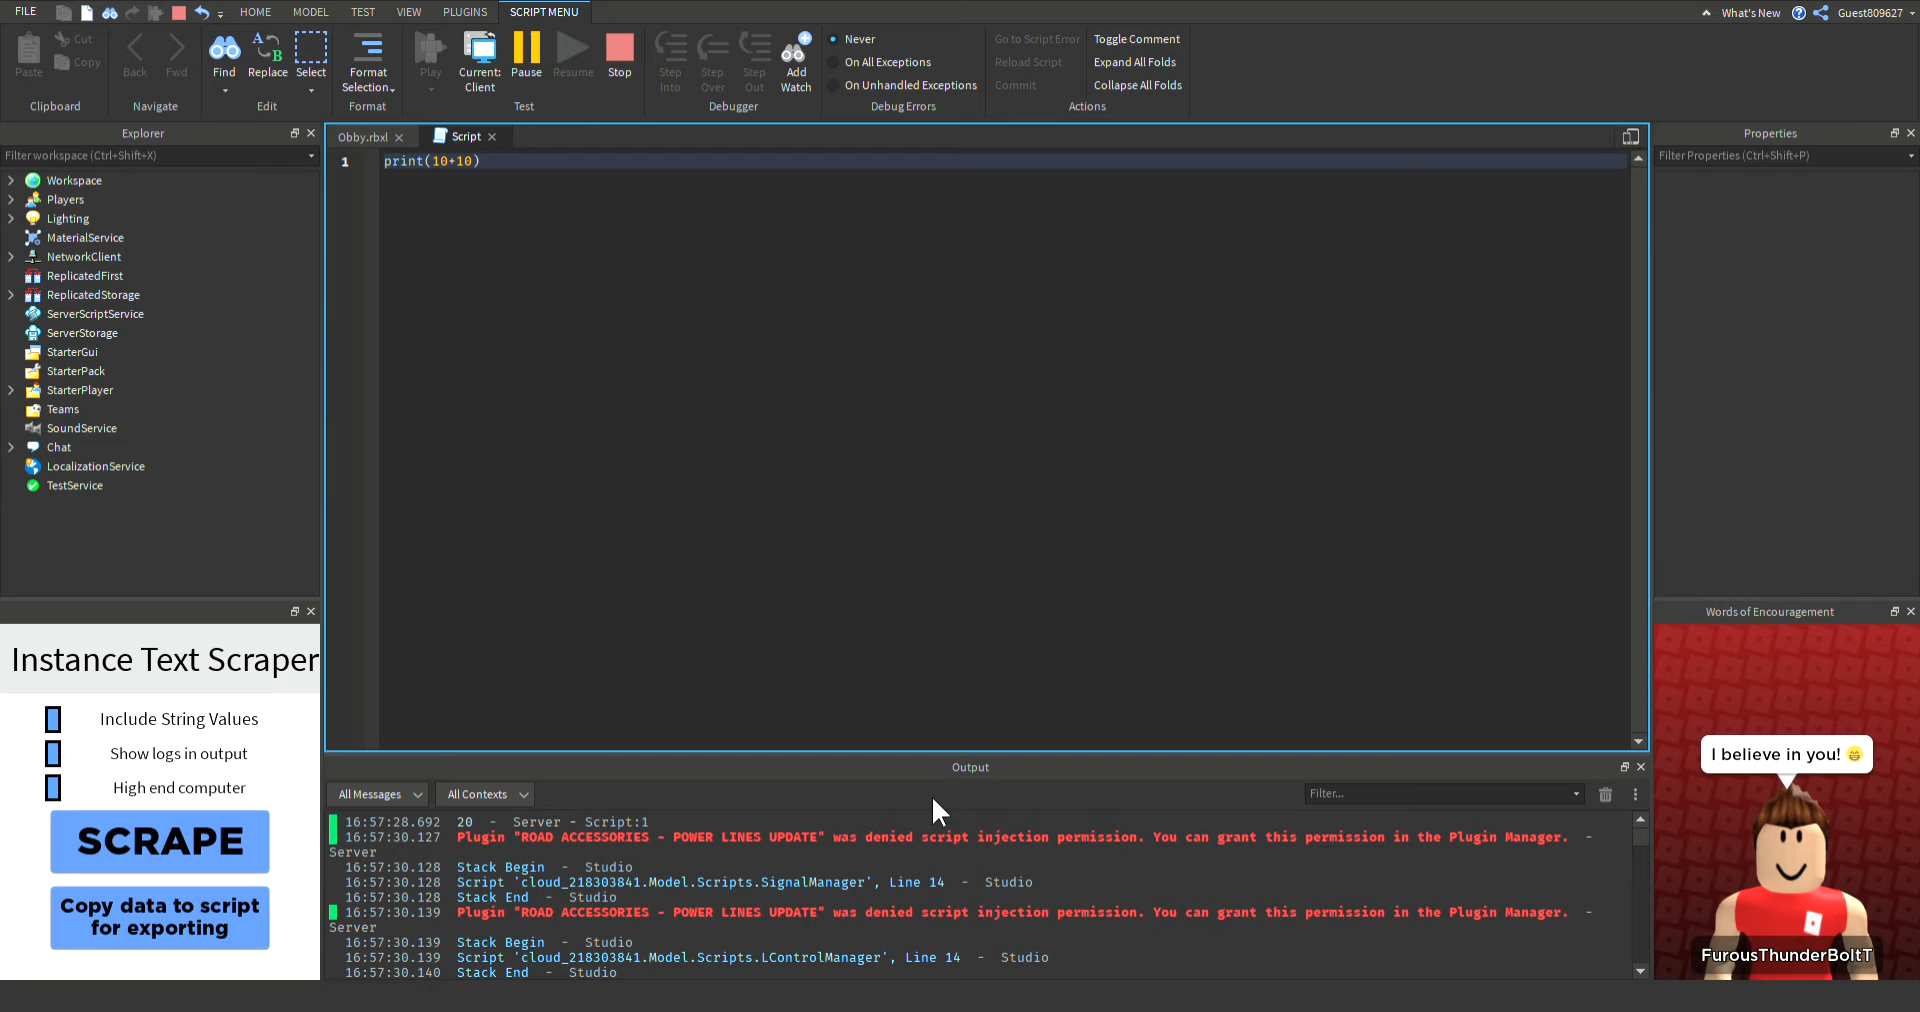 FILE HOME MODEL TEST VIEW PLUGINS SCRIPT MENU What's New Guest809627
Paste Cut Copy
Clipboard
Back Fwd
Navigate
Find Replace Select
Edit
Format Selection
Format
Play Current: Client Pause Resume Stop
Test
Step Into Step Over Step Out Add Watch
Debugger
Never
On All Exceptions
On Unhandled Exceptions
Debug Errors
Go to Script Error
Reload Script
Commit
Toggle Comment
Expand All Folds
Collapse All Folds
Actions
Explorer
Filter workspace (Ctrl+Shift+X)
Workspace
Players
Lighting
MaterialService
NetworkClient
ReplicatedFirst
ReplicatedStorage
ServerScriptService
ServerStorage
StarterGui
StarterPack
StarterPlayer
Teams
SoundService
Chat
LocalizationService
TestService
Instance Text Scraper
Include String Values
Show logs in output
High end computer
SCRAPE
Copy data to script
for exporting
Obby.rbxl Script
1 print(10+10)
Output
All Messages All Contexts Filter...
16:57:28.692 20 - Server - Script:1
16:57:30.127 Plugin "ROAD ACCESSORIES - POWER LINES UPDATE" was denied script injection permission. You can grant this permission in the Plugin Manager. -
Server
16:57:30.128 Stack Begin - Studio
16:57:30.128 Script 'cloud_218303841.Model.Scripts.SignalManager', Line 14 - Studio
16:57:30.128 Stack End - Studio
16:57:30.139 Plugin "ROAD ACCESSORIES - POWER LINES UPDATE" was denied script injection permission. You can grant this permission in the Plugin Manager. -
Server
16:57:30.139 Stack Begin - Studio
16:57:30.139 Script 'cloud_218303841.Model.Scripts.LControlManager', Line 14 - Studio
16:57:30.140 Stack End - Studio
Properties
Filter Properties (Ctrl+Shift+P)
Words of Encouragement
I believe in you! 😁
FurousThunderBoltT